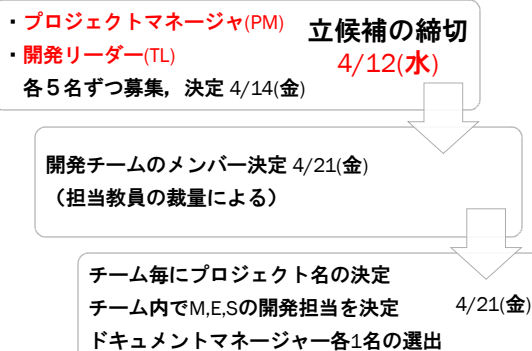 ・プロジェクトマネージャ(PM)
・開発リーダー(TL)
各５名ずつ募集，決定 4/14(金)
立候補の締切
4/12(水)
開発チームのメンバー決定 4/21(金)
（担当教員の裁量による）
チーム毎にプロジェクト名の決定
チーム内でM,E,Sの開発担当を決定
ドキュメントマネージャー各1名の選出
4/21(金)